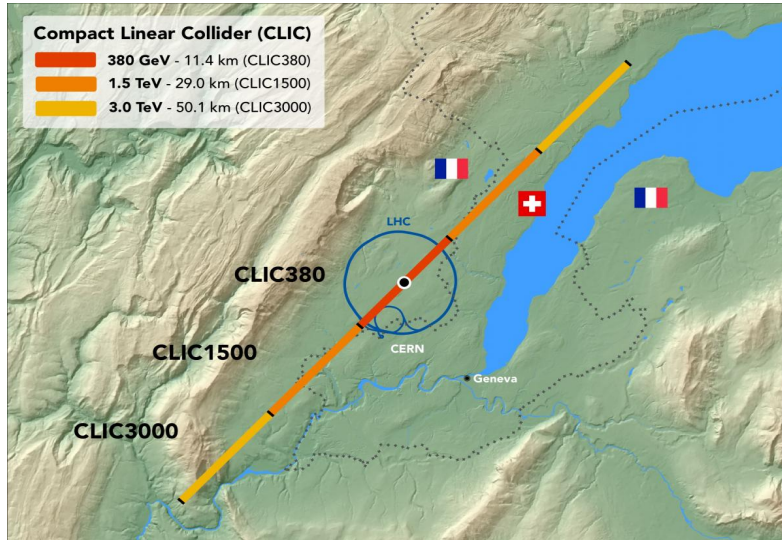 Compact Linear Collider (CLIC)
380 GeV - 11.4 km (CLIC380)
1.5 TeV - 29.0 km (CLIC1500)
3.0 TeV - 50.1 km (CLIC3000)
LHC
CLIC380
CERN
CLIC1500
Geneva
CLIC3000